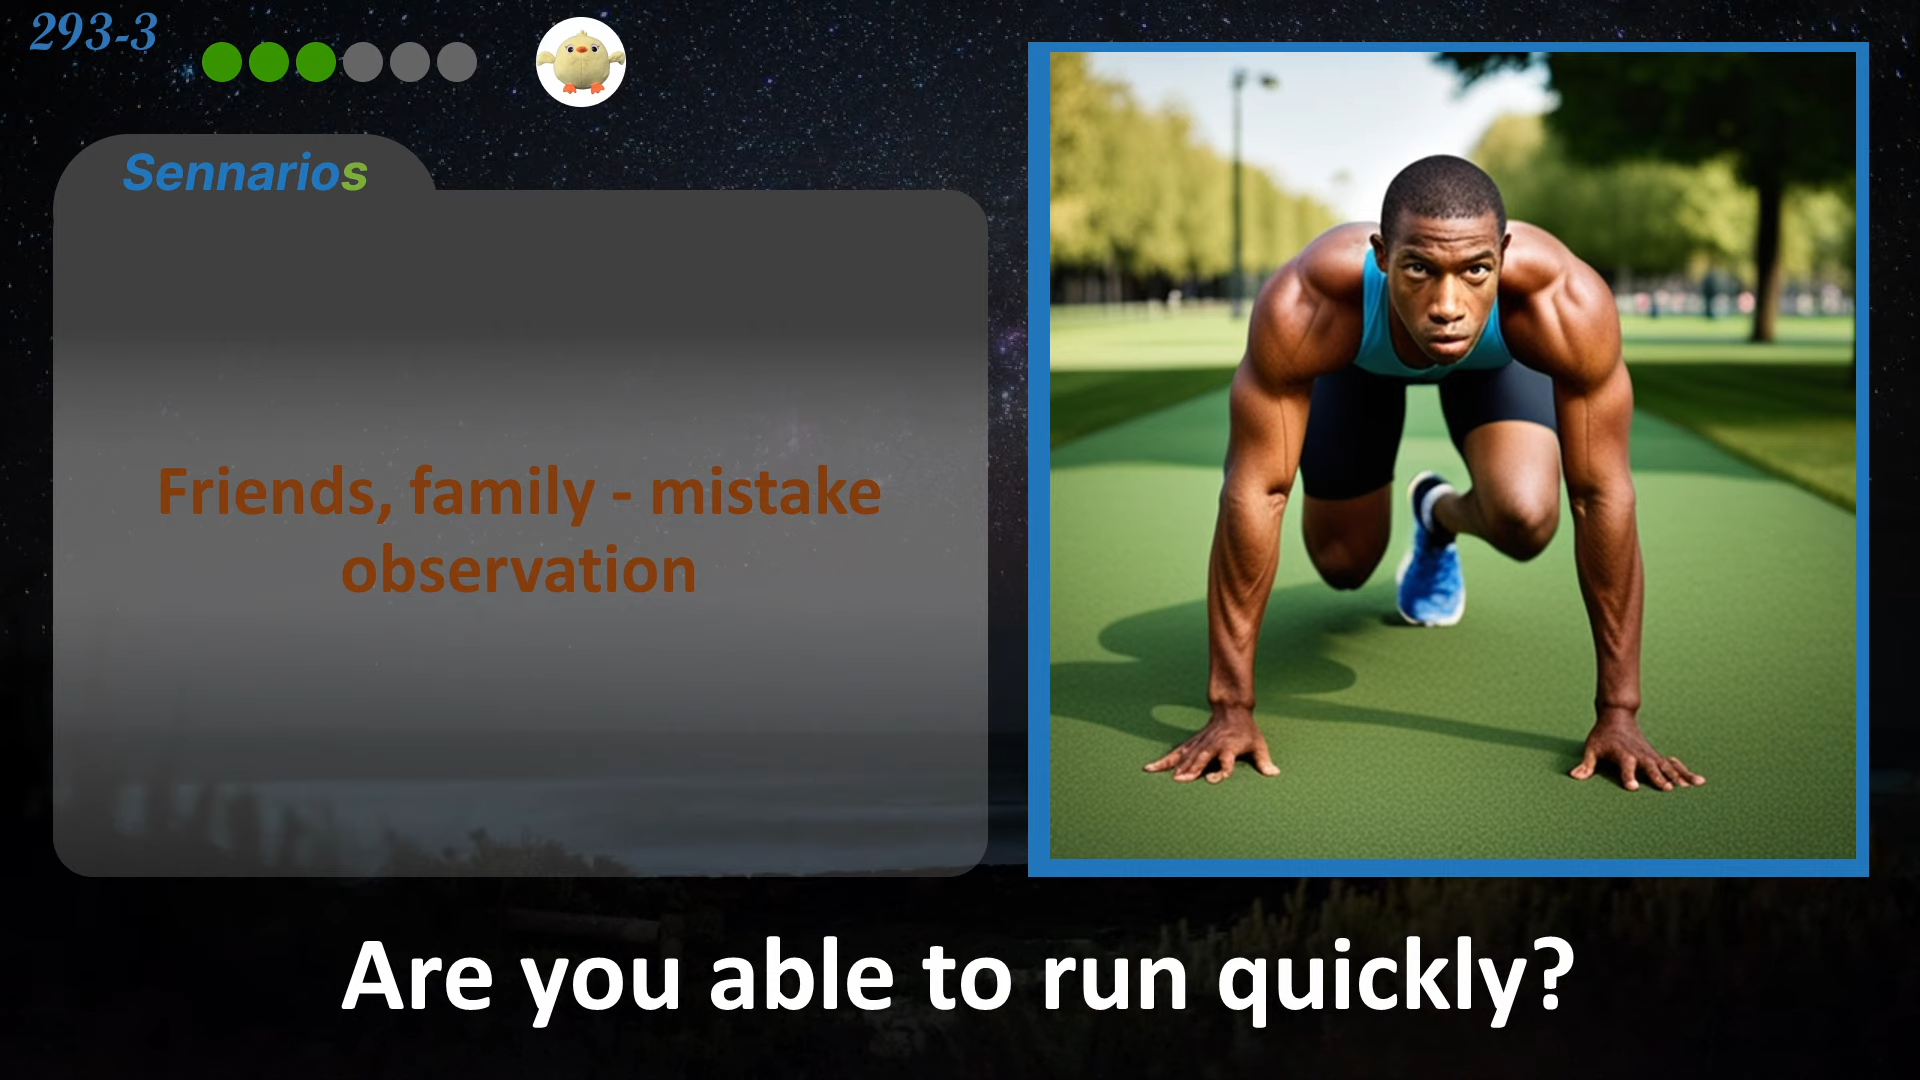 293-3
Sennarios
Friends, family - mistake
observation
Are you able to run quickly?